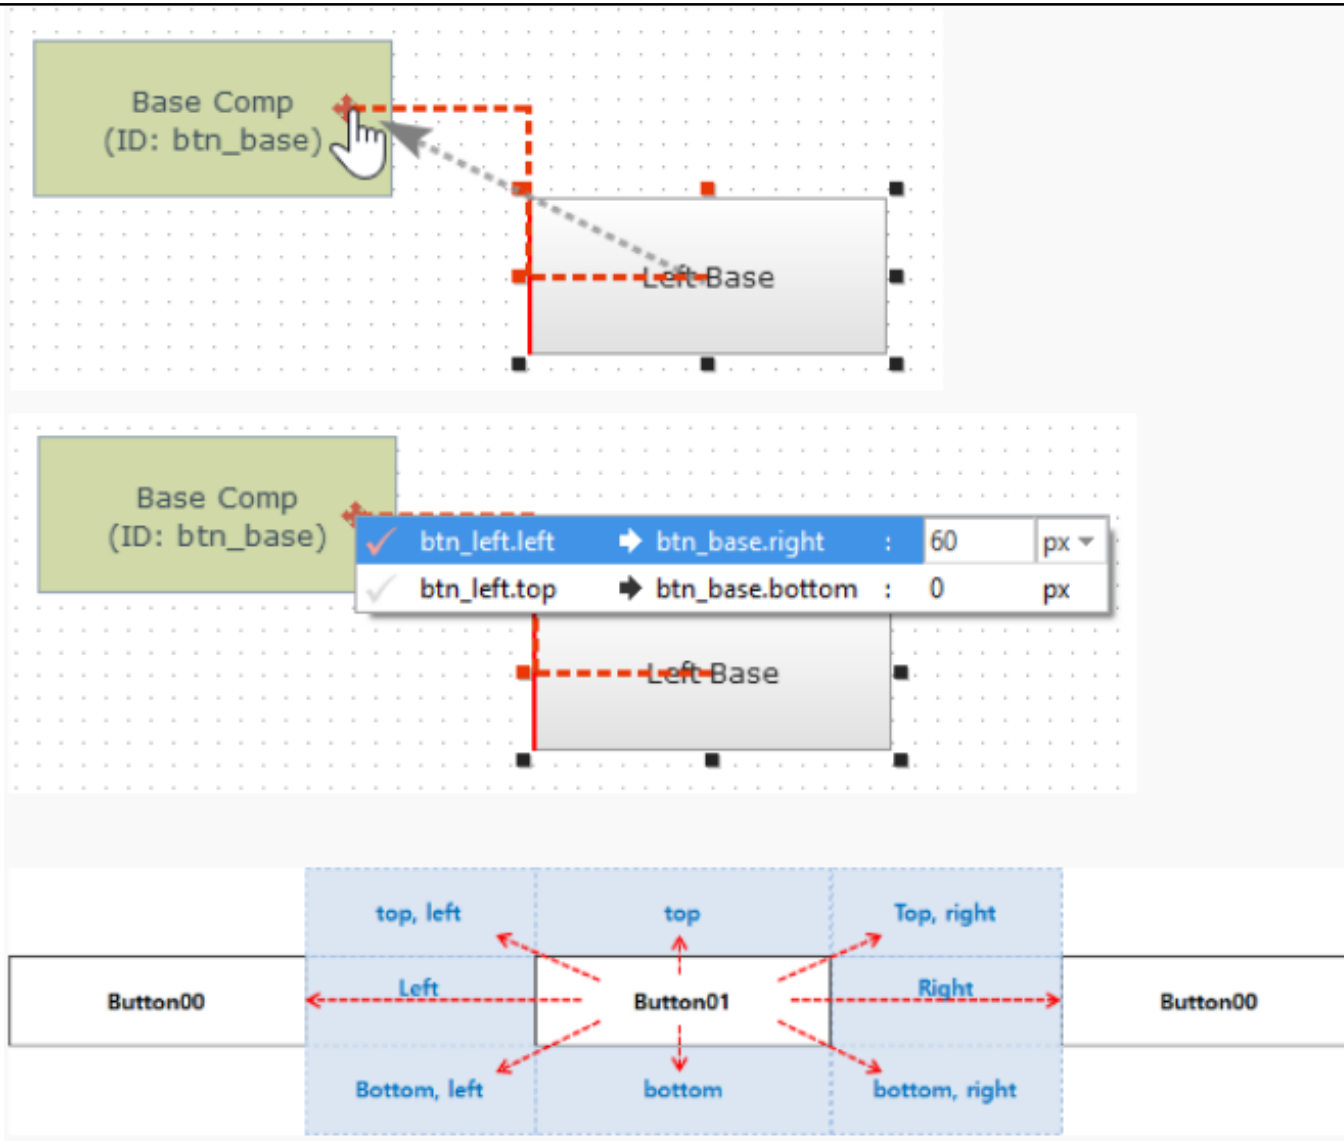 Base Comp
(ID: btn_base)
Left Base
Base Comp
(ID: btn_base)
btn_left.left btn_base.right : 60 px
btn_left.top btn_base.bottom : 0 px
Left Base
top, left top Top, right
Button00 Left Button01 Right Button00
Bottom, left bottom bottom, right